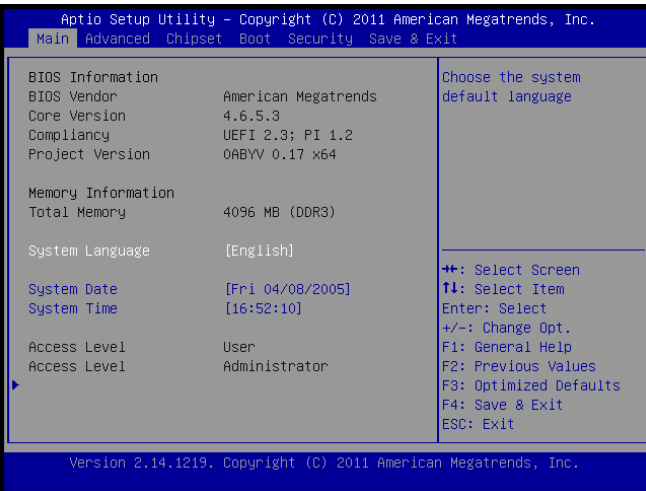 Aptio Setup Utility – Copyright (C) 2011 American Megatrends, Inc.
Main Advanced Chipset Boot Security Save & Exit
BIOS Information
BIOS Vendor American Megatrends
Core Version 4.6.5.3
Compliancy UEFI 2.3; PI 1.2
Project Version 0ABYV 0.17 x64
Memory Information
Total Memory 4096 MB (DDR3)
System Language [English]
System Date [Fri 04/08/2005]
System Time [16:52:10]
Access Level User
Access Level Administrator
Choose the system
default language
→←: Select Screen
↑↓: Select Item
Enter: Select
+/-: Change Opt.
F1: General Help
F2: Previous Values
F3: Optimized Defaults
F4: Save & Exit
ESC: Exit
Version 2.14.1219. Copyright (C) 2011 American Megatrends, Inc.